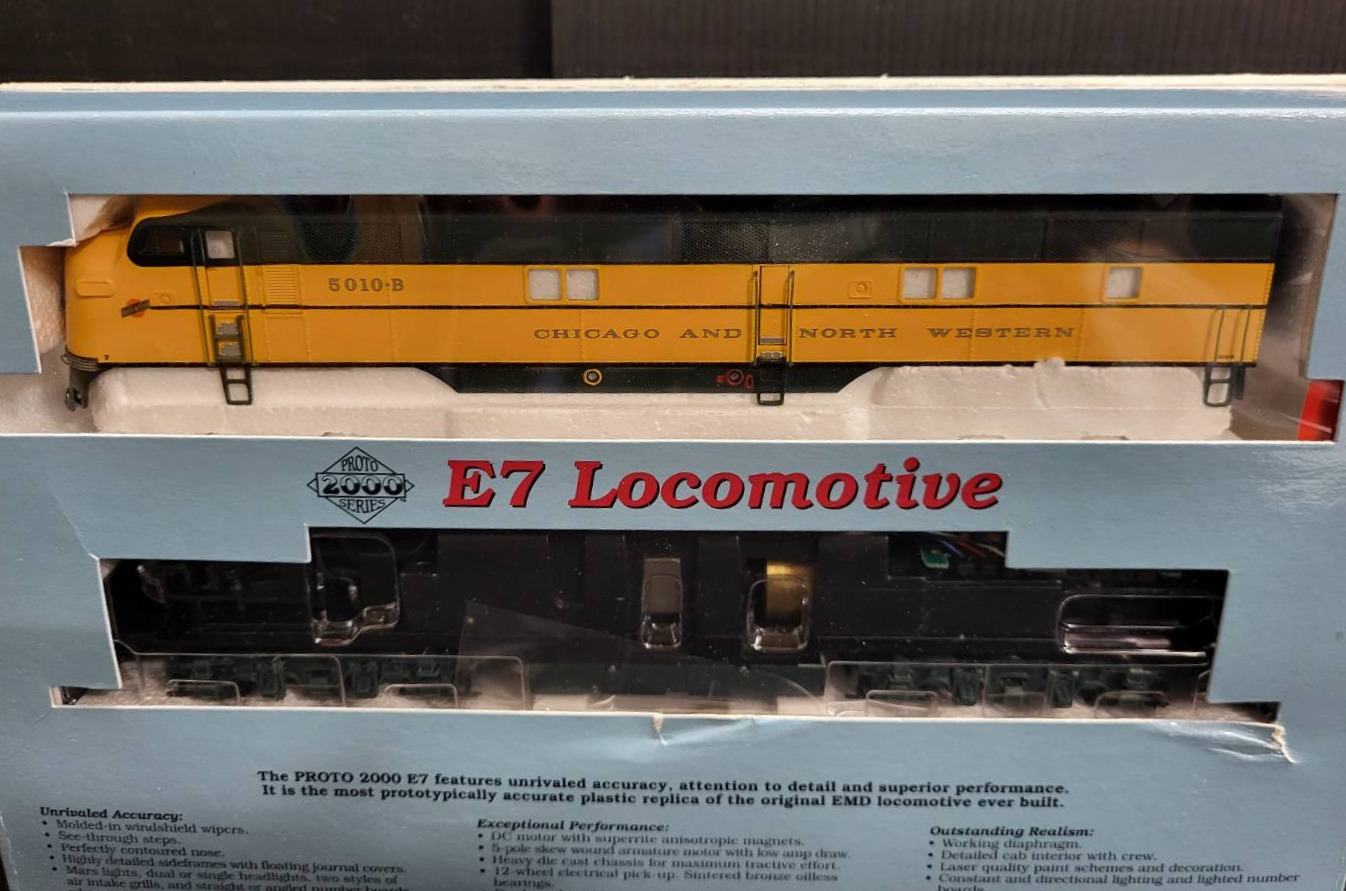 5010-B
CHICAGO AND NORTH WESTERN
PROTO
2000
SERIES
E7 Locomotive
The PROTO 2000 E7 features unrivaled accuracy, attention to detail and superior performance.
It is the most prototypically accurate plastic replica of the original EMD locomotive ever built.
Unrivaled Accuracy:
• Molded-in windshield wipers.
• See-through steps.
• Perfectly contoured nose.
• Highly detailed sideframes with floating journal covers.
• Mars lights, dual or single headlights, two styles of
air intake grills, and straight or angled number boards
Exceptional Performance:
• DC motor with superrite anisotropic magnets.
• 5-pole skew wound armature motor with low amp draw.
• Heavy die cast chassis for maximum tractive effort.
• 12-wheel electrical pick-up. Sintered bronze oilless
bearings.
Outstanding Realism:
• Working diaphragm.
• Detailed cab interior with crew.
• Laser quality paint schemes and decoration.
• Constant and directional lighting and lighted number
boards.